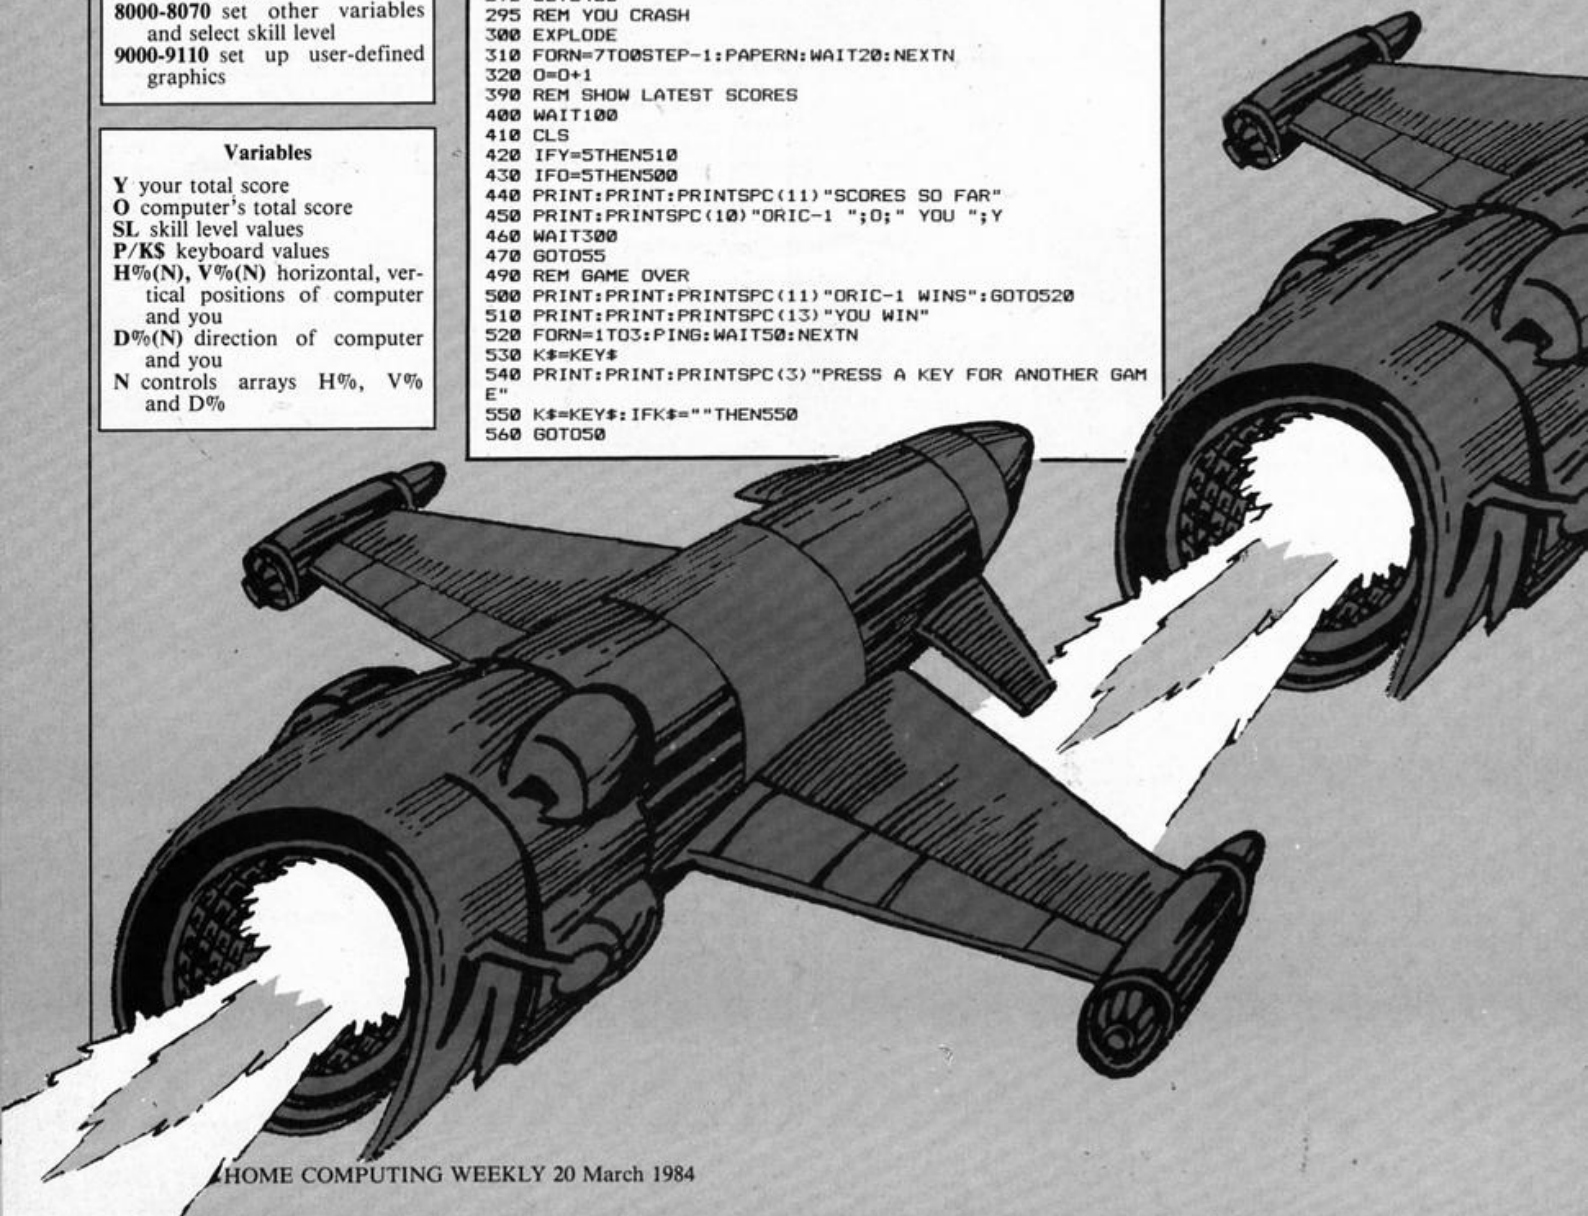 8000-8070 set other variables
and select skill level
9000-9110 set up user-defined
graphics
Variables
Y your total score
O computer's total score
SL skill level values
P/K$ keyboard values
H%(N), V%(N) horizontal, ver-
tical positions of computer
and you
D%(N) direction of computer
and you
N controls arrays H%, V%
and D%
295 REM YOU CRASH
300 EXPLODE
310 FORN=7TO0STEP-1:PAPERN:WAIT20:NEXTN
320 O=O+1
390 REM SHOW LATEST SCORES
400 WAIT100
410 CLS
420 IFY=5THEN510
430 IFO=5THEN500
440 PRINT:PRINT:PRINTSPC(11)"SCORES SO FAR"
450 PRINT:PRINTSPC(10)"ORIC-1 ";O;" YOU ";Y
460 WAIT300
470 GOTO55
490 REM GAME OVER
500 PRINT:PRINT:PRINTSPC(11)"ORIC-1 WINS":GOTO520
510 PRINT:PRINT:PRINTSPC(13)"YOU WIN"
520 FORN=1TO3:PING:WAIT50:NEXTN
530 K$=KEY$
540 PRINT:PRINT:PRINTSPC(3)"PRESS A KEY FOR ANOTHER GAM
E"
550 K$=KEY$:IFK$=""THEN550
560 GOTO50
HOME COMPUTING WEEKLY 20 March 1984